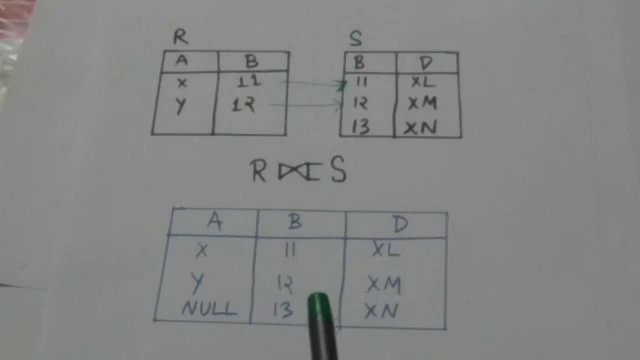 R S
A B B D
X 11 11 XL
Y 12 12 XM
13 XN
R ⟖ S
A B D
X 11 XL
Y 12 XM
NULL 13 XN